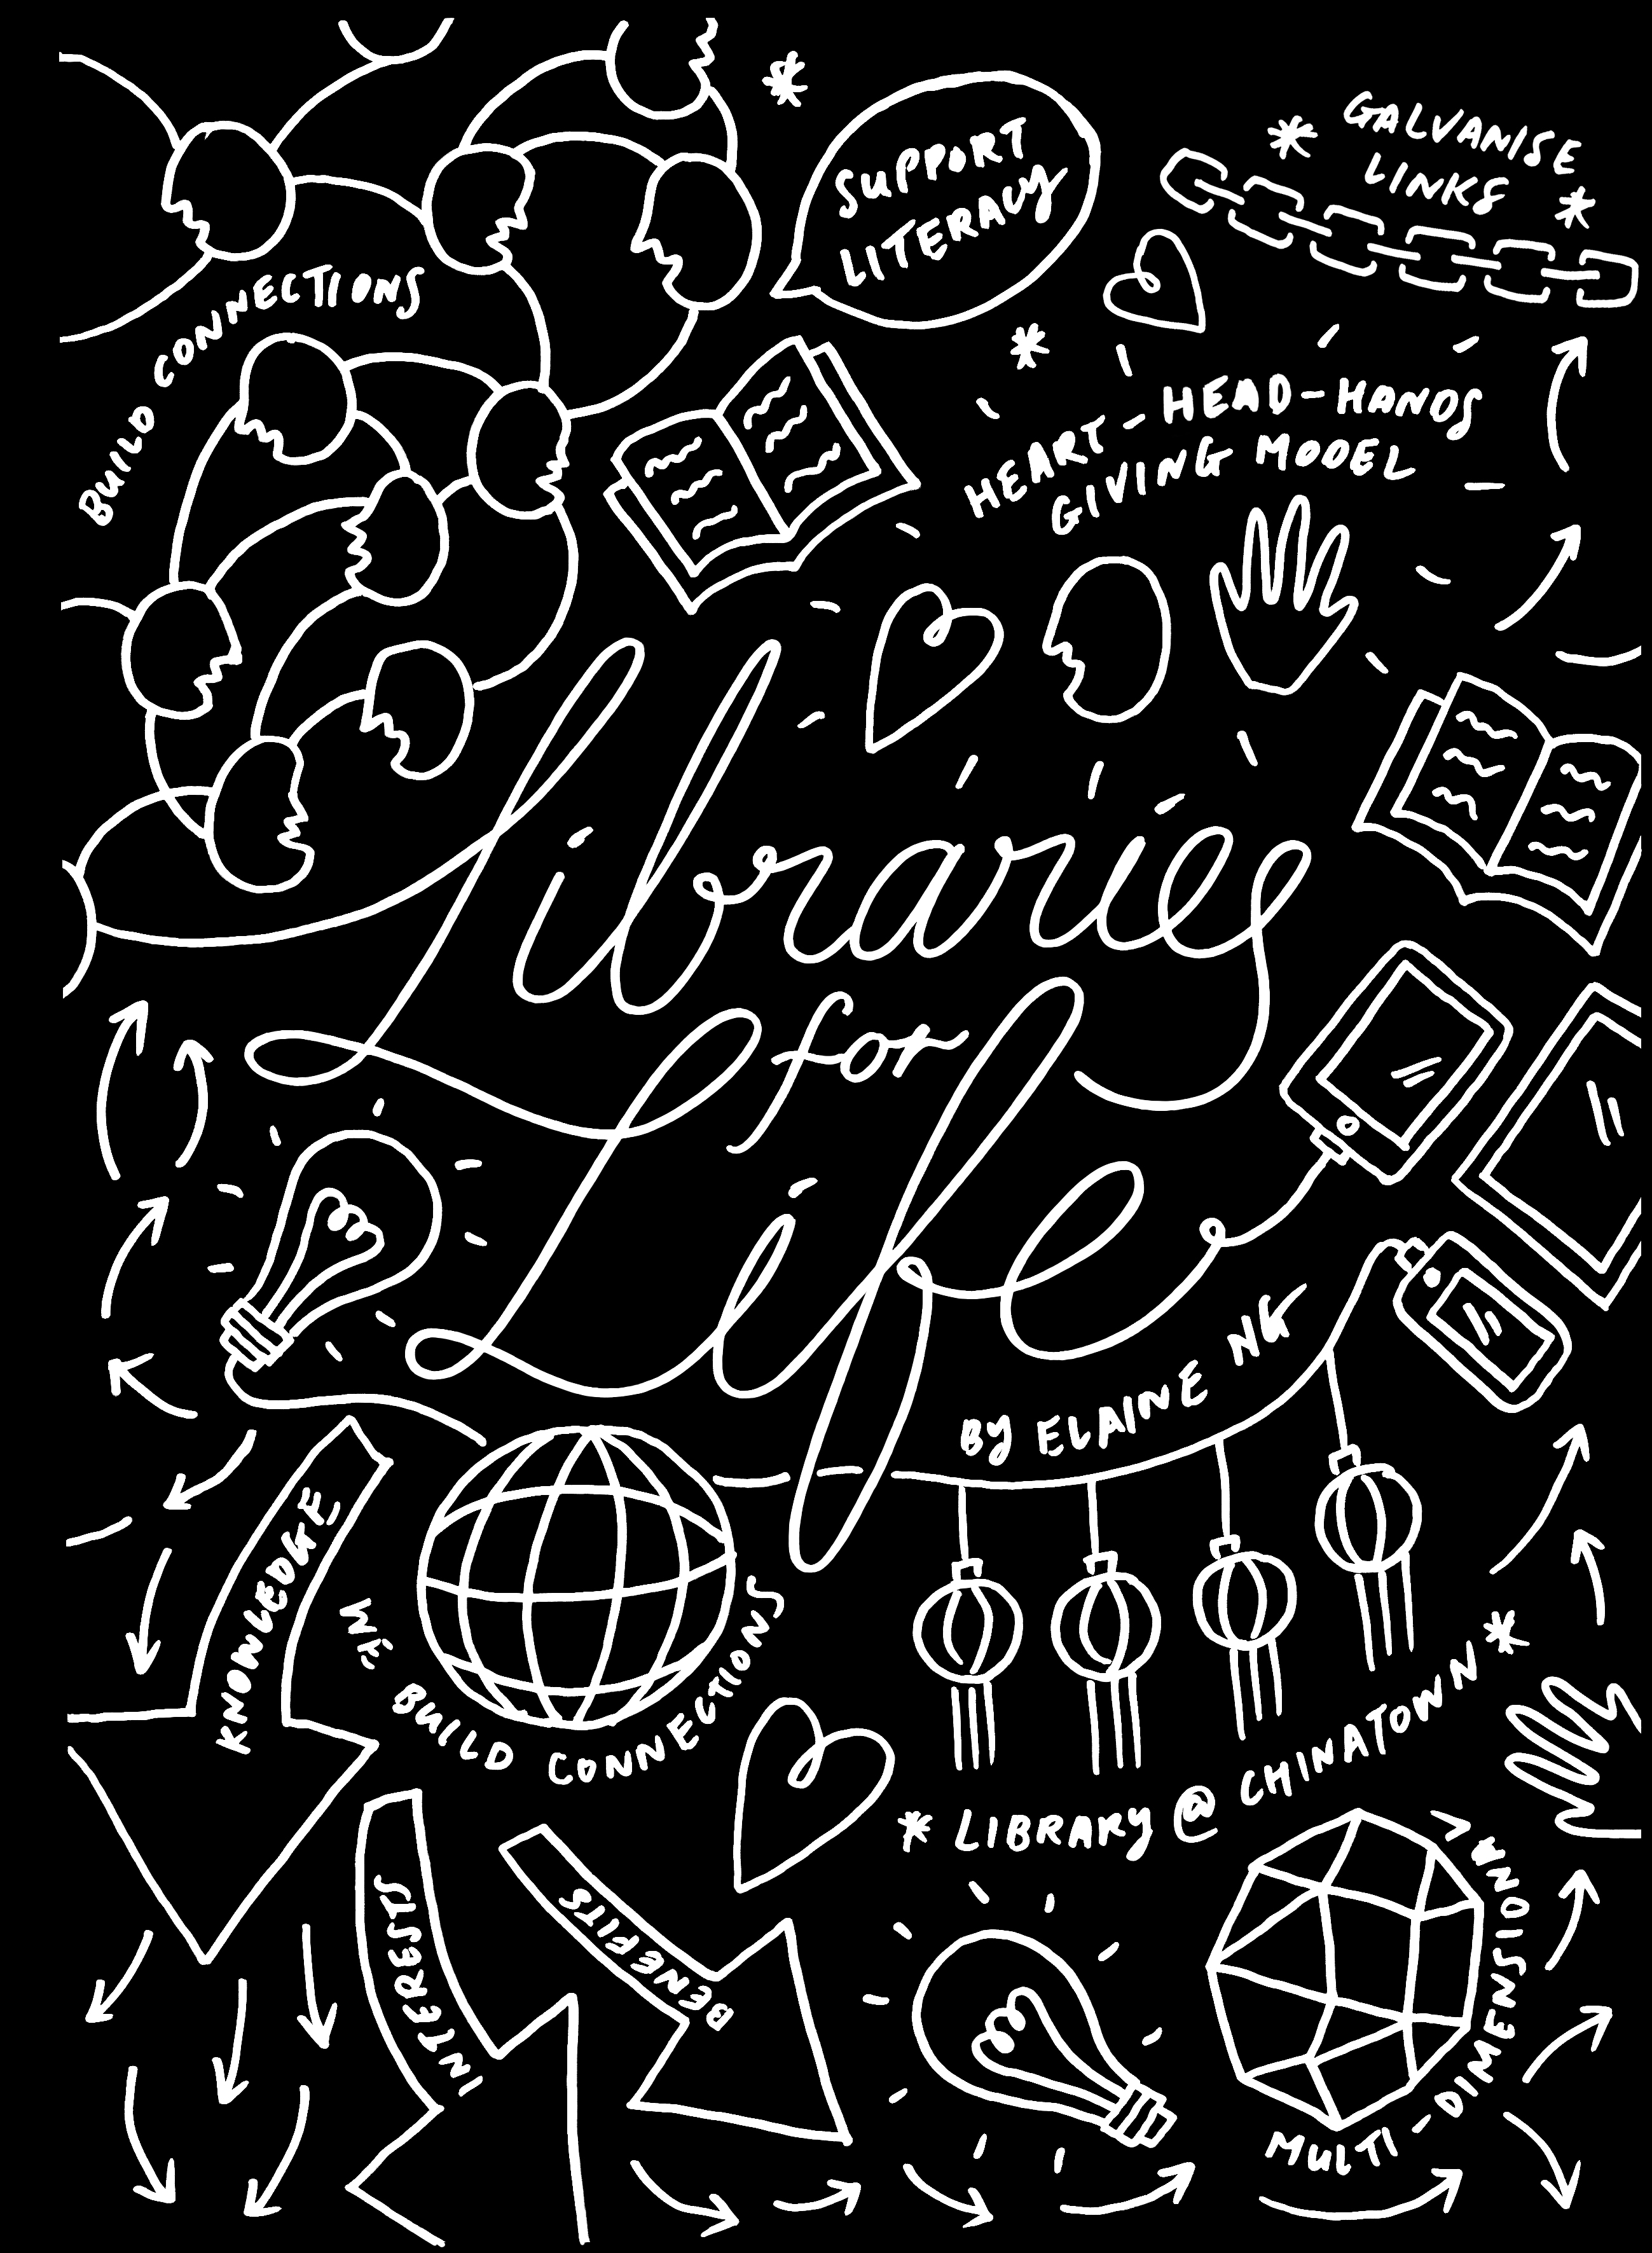 SUPPORT
LITERACY
GALVANISE
LINKS
BUILD CONNECTIONS
HEART-HEAD-HANDS
GIVING MODEL
Libraries
for
Life
BY ELAINE NK
KNOWLEDGE,
WE BUILD CONNECTIONS
* LIBRARY @ CHINATOWN *
INTERESTS
BENEFITS
MULTI-DIMENSIONAL